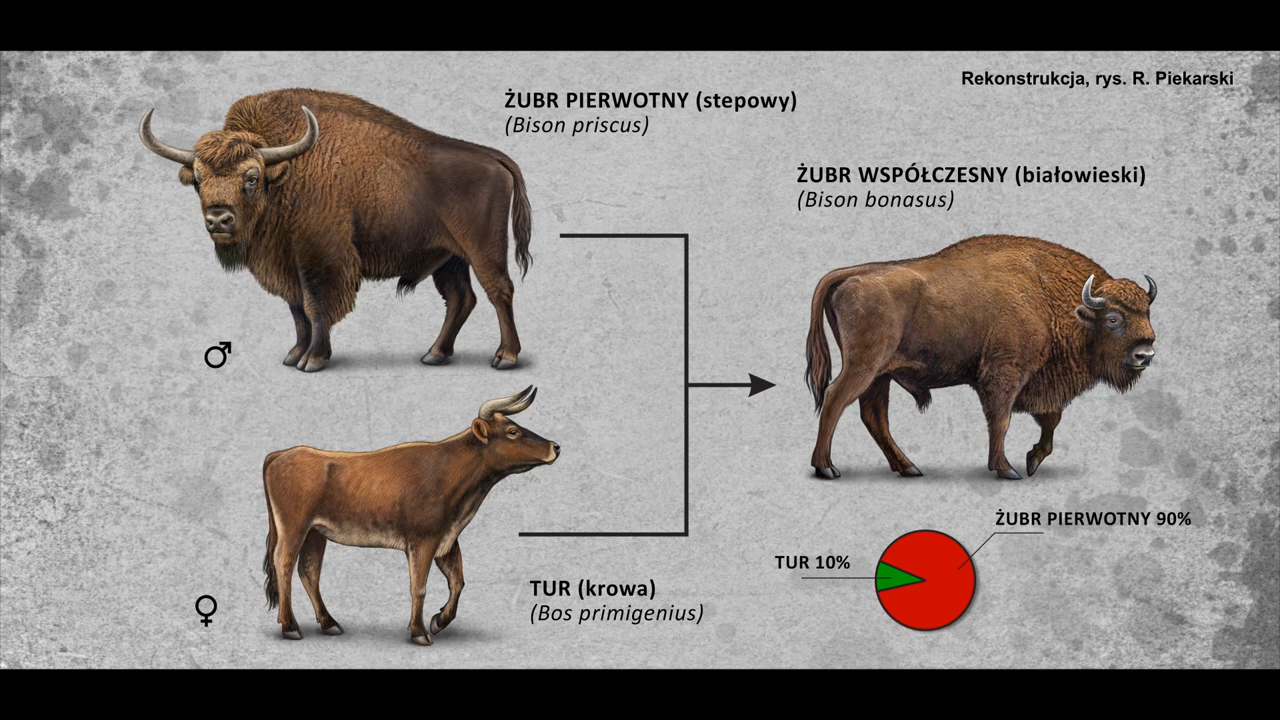 Rekonstrukcja, rys. R. Piekarski
ŻUBR PIERWOTNY (stepowy)
(Bison priscus)
ŻUBR WSPÓŁCZESNY (białowieski)
(Bison bonasus)
♂
ŻUBR PIERWOTNY 90%
TUR 10%
TUR (krowa)
(Bos primigenius)
♀